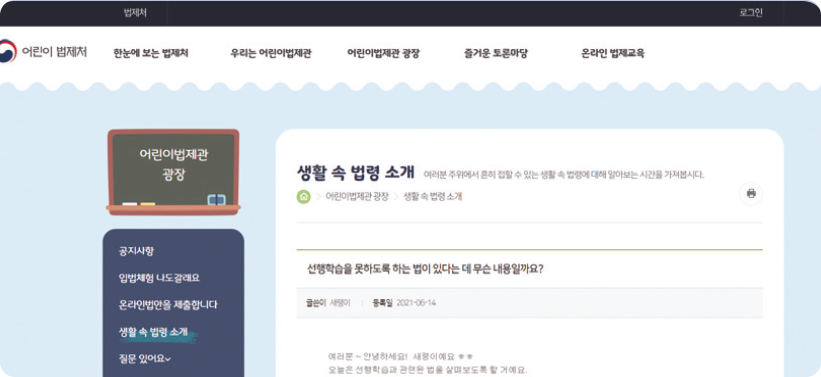 법제처
로그인
어린이 법제처
한눈에 보는 법제처
우리는 어린이법제관
어린이법제관 광장
즐거운 토론마당
온라인 법제교육
어린이법제관
광장
공지사항
입법체험 나도갈래요
온라인법안을 제출합니다
생활 속 법령 소개
질문 있어요
생활 속 법령 소개 여러분 주위에서 흔히 접할 수 있는 생활 속 법령에 대해 알아보는 시간을 가져봅시다.
어린이법제관 광장 > 생활 속 법령 소개
선행학습을 못하도록 하는 법이 있다는 데 무슨 내용일까요?
글쓴이 새령이 등록일 2021-06-14
여러분 ~ 안녕하세요! 새령이예요 ㅎㅎ
오늘은 선행학습과 관련된 법을 살펴보도록 할 거예요.